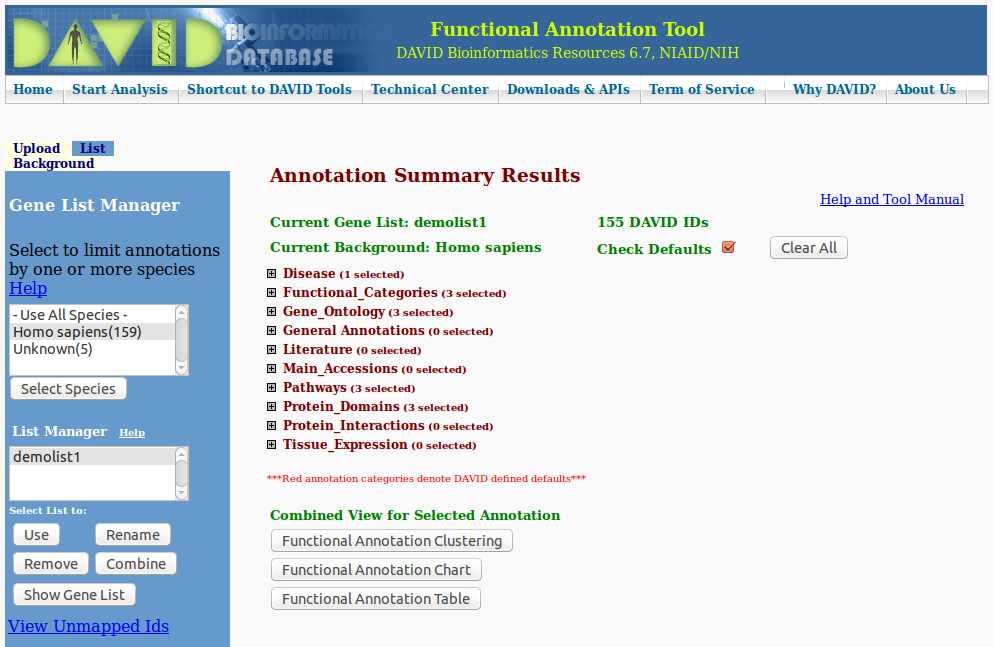 DAVID BIOINFORMATICS
DATABASE
Functional Annotation Tool
DAVID Bioinformatics Resources 6.7, NIAID/NIH
Home Start Analysis Shortcut to DAVID Tools Technical Center Downloads & APIs Term of Service Why DAVID? About Us
Upload List
Background
Gene List Manager
Select to limit annotations
by one or more species
Help
- Use All Species -
Homo sapiens(159)
Unknown(5)
Select Species
List Manager Help
demolist1
Select List to:
Use Rename
Remove Combine
Show Gene List
View Unmapped Ids
Annotation Summary Results
Help and Tool Manual
Current Gene List: demolist1 155 DAVID IDs
Current Background: Homo sapiens Check Defaults Clear All
Disease (1 selected)
Functional_Categories (3 selected)
Gene_Ontology (3 selected)
General Annotations (0 selected)
Literature (0 selected)
Main_Accessions (0 selected)
Pathways (3 selected)
Protein_Domains (3 selected)
Protein_Interactions (0 selected)
Tissue_Expression (0 selected)
***Red annotation categories denote DAVID defined defaults***
Combined View for Selected Annotation
Functional Annotation Clustering
Functional Annotation Chart
Functional Annotation Table